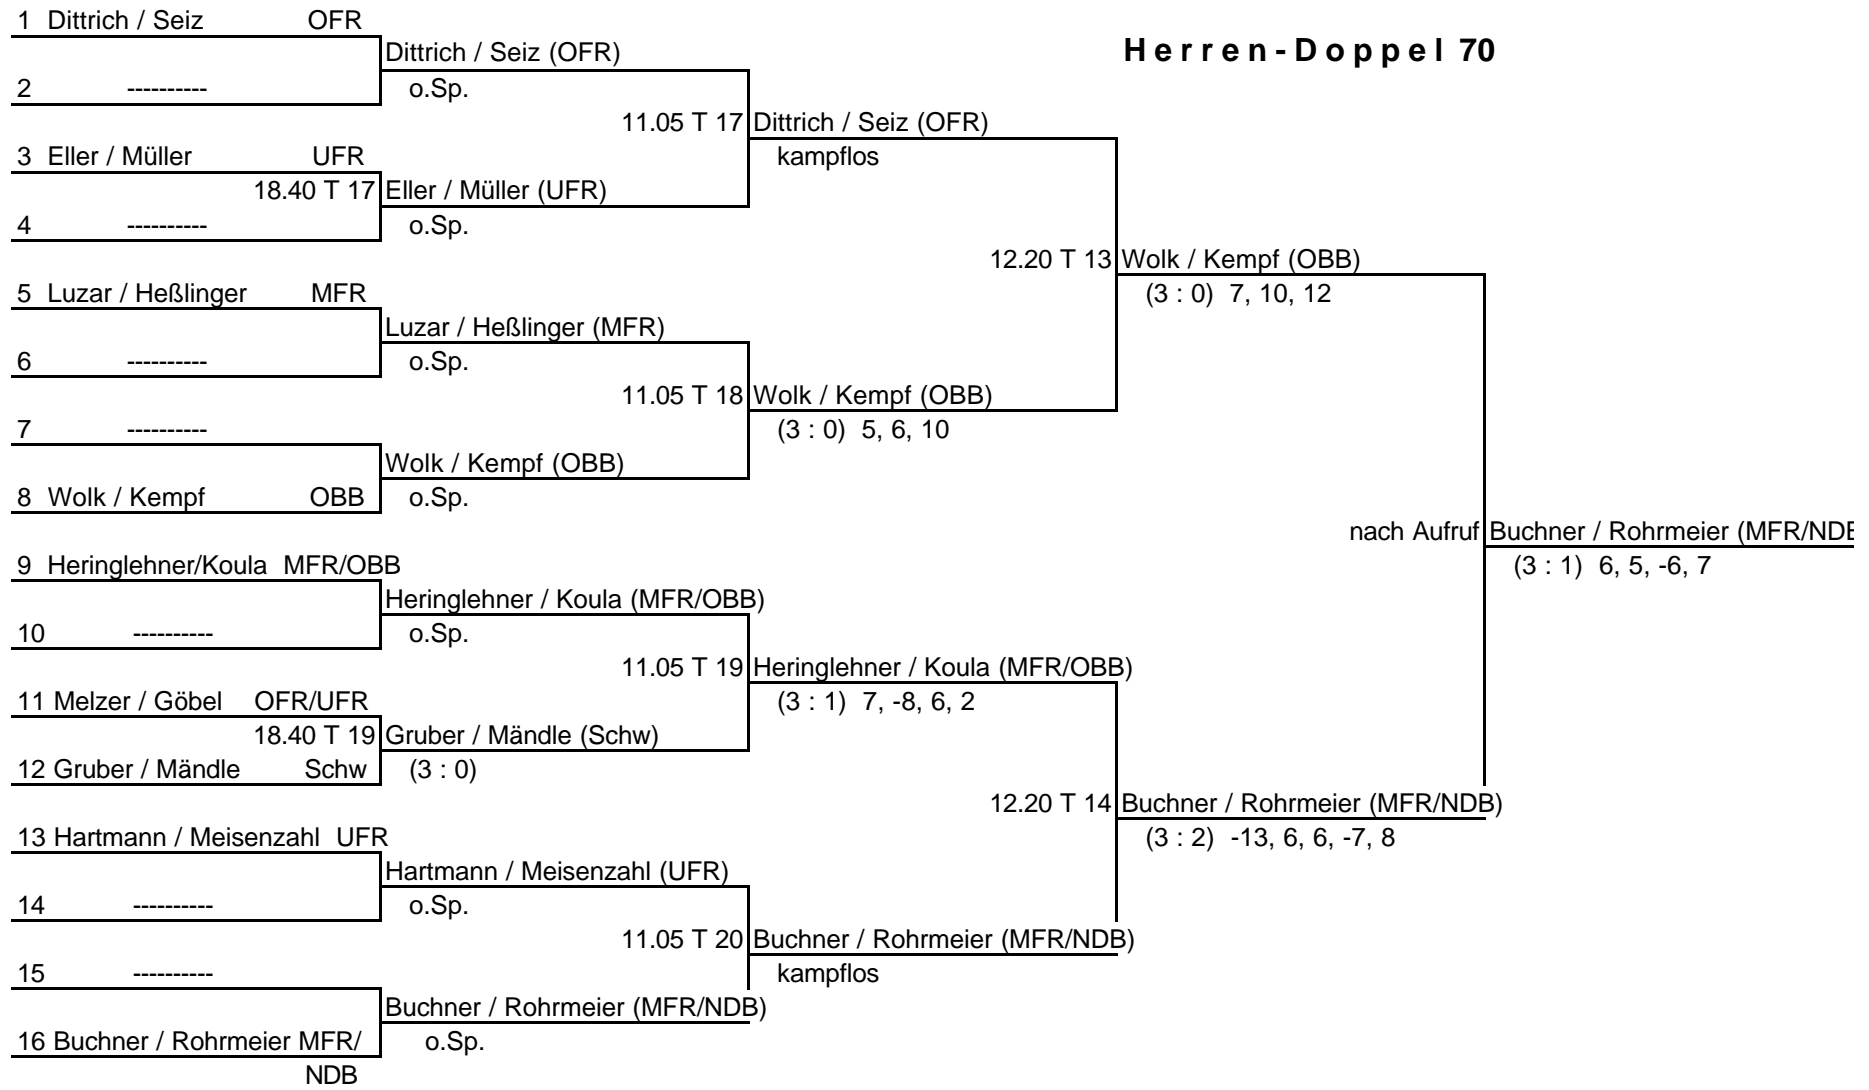 1 Dittrich / Seiz OFR
Herren-Doppel 70
Dittrich / Seiz (OFR)
2 ----------
o.Sp.
11.05 T 17 Dittrich / Seiz (OFR)
3 Eller / Müller UFR
kampflos
18.40 T 17 Eller / Müller (UFR)
4 ----------
o.Sp.
12.20 T 13 Wolk / Kempf (OBB)
5 Luzar / Heßlinger MFR
(3 : 0) 7, 10, 12
Luzar / Heßlinger (MFR)
6 ----------
o.Sp.
11.05 T 18 Wolk / Kempf (OBB)
7 ----------
(3 : 0) 5, 6, 10
Wolk / Kempf (OBB)
8 Wolk / Kempf OBB
o.Sp.
nach Aufruf Buchner / Rohrmeier (MFR/NDB
9 Heringlehner/Koula MFR/OBB
(3 : 1) 6, 5, -6, 7
Heringlehner / Koula (MFR/OBB)
10 ----------
o.Sp.
11.05 T 19 Heringlehner / Koula (MFR/OBB)
11 Melzer / Göbel OFR/UFR
(3 : 1) 7, -8, 6, 2
18.40 T 19 Gruber / Mändle (Schw)
12 Gruber / Mändle Schw
(3 : 0)
12.20 T 14 Buchner / Rohrmeier (MFR/NDB)
13 Hartmann / Meisenzahl UFR
(3 : 2) -13, 6, 6, -7, 8
Hartmann / Meisenzahl (UFR)
14 ----------
o.Sp.
11.05 T 20 Buchner / Rohrmeier (MFR/NDB)
15 ----------
kampflos
Buchner / Rohrmeier (MFR/NDB)
16 Buchner / Rohrmeier MFR/
o.Sp.
NDB